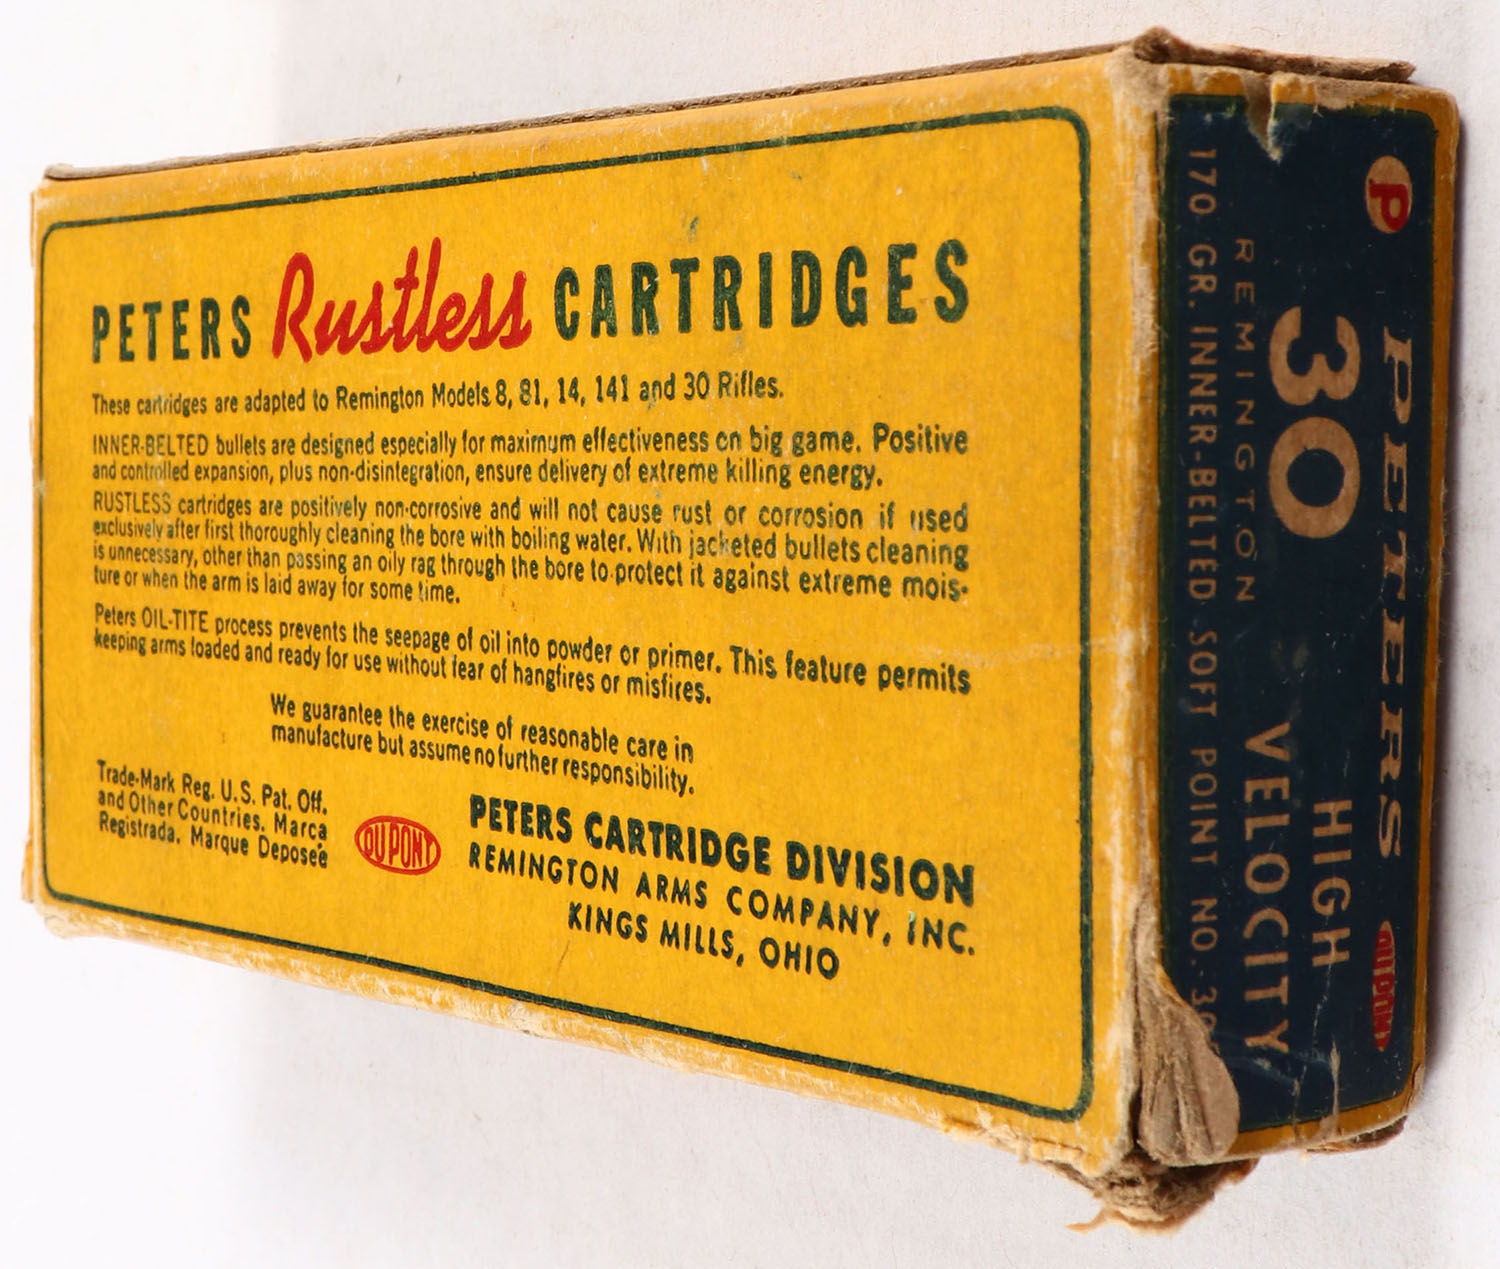 PETERS Rustless CARTRIDGES
These cartridges are adapted to Remington Models 8, 81, 14, 141 and 30 Rifles.
INNER-BELTED bullets are designed especially for maximum effectiveness on big game. Positive
and controlled expansion, plus non-disintegration, ensure delivery of extreme killing energy.
RUSTLESS cartridges are positively non-corrosive and will not cause rust or corrosion if used
exclusively after first thoroughly cleaning the bore with boiling water. With jacketed bullets cleaning
is unnecessary, other than passing an oily rag through the bore to protect it against extreme mois-
ture or when the arm is laid away for some time.
Peters OIL-TITE process prevents the seepage of oil into powder or primer. This feature permits
keeping arms loaded and ready for use without fear of hangfires or misfires.
We guarantee the exercise of reasonable care in
manufacture but assume no further responsibility.
Trade-Mark Reg. U.S. Pat. Off.
and Other Countries. Marca
Registrada. Marque Deposée
DU PONT
PETERS CARTRIDGE DIVISION
REMINGTON ARMS COMPANY, INC.
KINGS MILLS, OHIO
P PETERS DU PONT
30 HIGH
REMINGTON VELOCITY
170 GR. INNER-BELTED SOFT POINT NO.